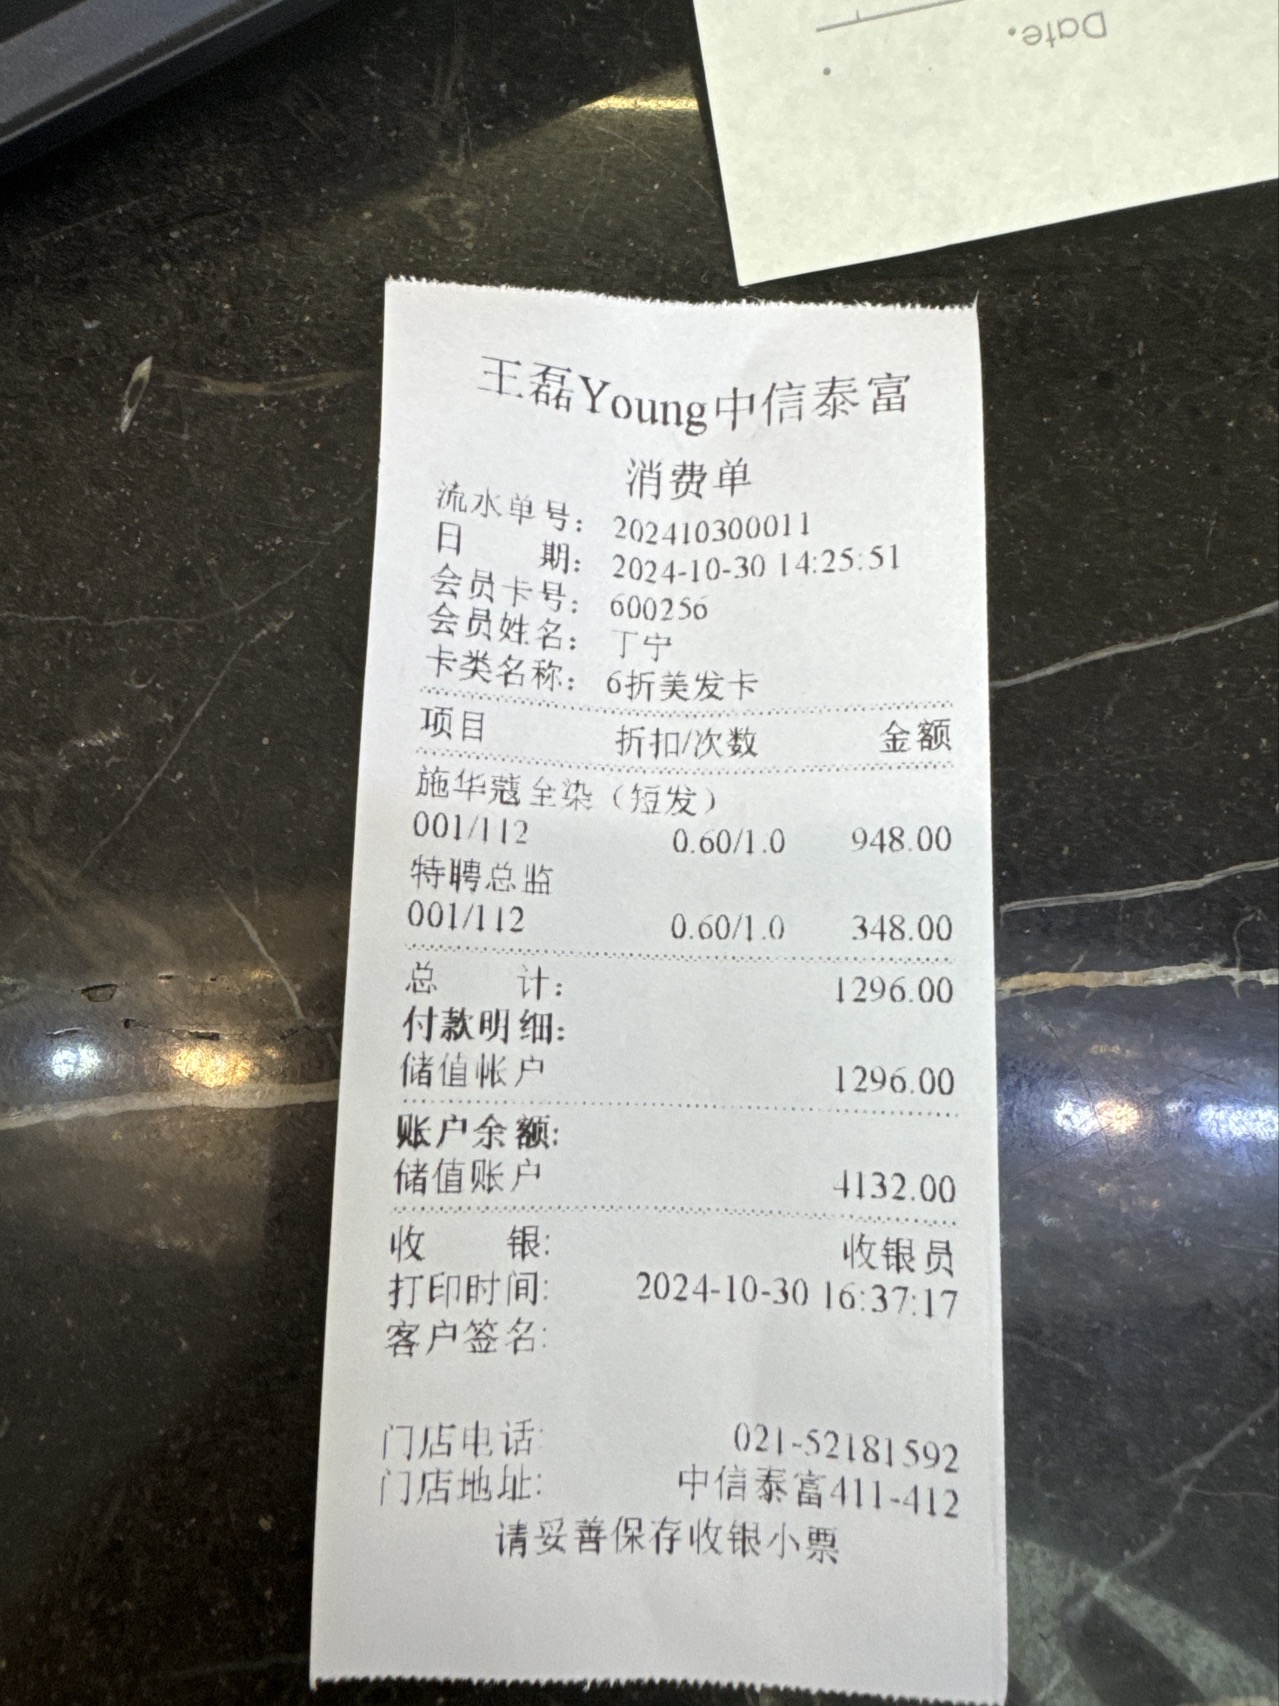 Date.
王磊Young中信泰富
消费单
流水单号: 202410300011
日 期: 2024-10-30 14:25:51
会员卡号: 600256
会员姓名: 丁宁
卡类名称: 6折美发卡
项目 折扣/次数 金额
施华蔻全染（短发）
001/112 0.60/1.0 948.00
特聘总监
001/112 0.60/1.0 348.00
总 计: 1296.00
付款明细:
储值帐户 1296.00
账户余额:
储值账户 4132.00
收 银: 收银员
打印时间: 2024-10-30 16:37:17
客户签名:
门店电话: 021-52181592
门店地址: 中信泰富411-412
请妥善保存收银小票